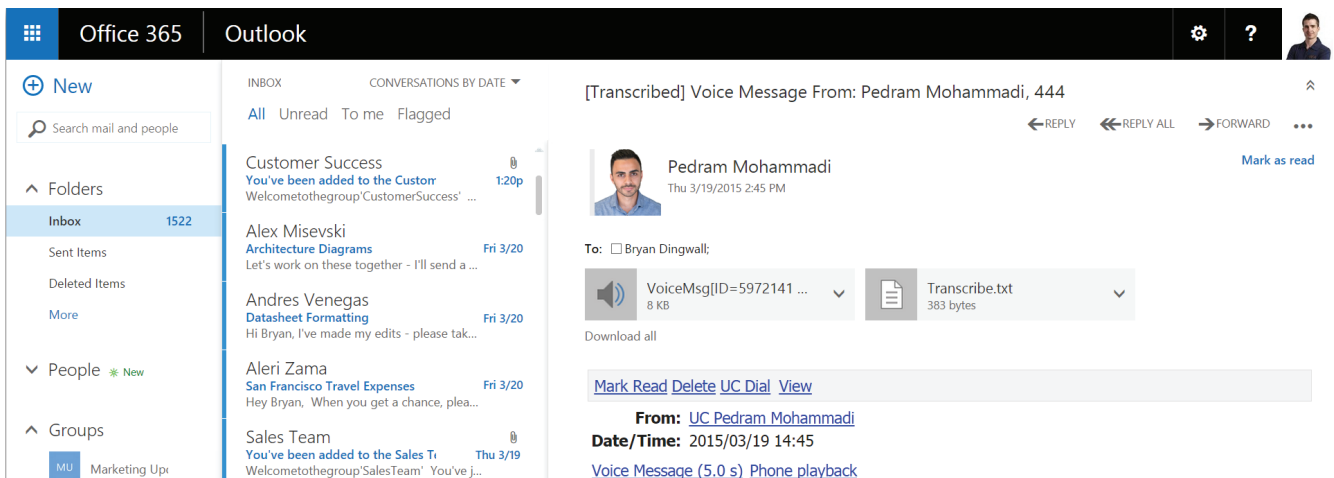 Office 365 Outlook ?
New
Search mail and people
Folders
Inbox 1522
Sent Items
Deleted Items
More
People New
Groups
MU Marketing Up
INBOX CONVERSATIONS BY DATE
All Unread To me Flagged
Customer Success
You've been added to the Custom 1:20p
Welcometothegroup'CustomerSuccess' ...
Alex Misevski
Architecture Diagrams Fri 3/20
Let's work on these together - I'll send a ...
Andres Venegas
Datasheet Formatting Fri 3/20
Hi Bryan, I've made my edits - please tak...
Aleri Zama
San Francisco Travel Expenses Fri 3/20
Hey Bryan, When you get a chance, plea...
Sales Team
You've been added to the Sales Te Thu 3/19
Welcometothegroup'SalesTeam' You've j...
[Transcribed] Voice Message From: Pedram Mohammadi, 444
REPLY REPLY ALL FORWARD ...
Pedram Mohammadi Mark as read
Thu 3/19/2015 2:45 PM
To: Bryan Dingwall;
VoiceMsg[ID=5972141 ...
8 KB
Transcribe.txt
383 bytes
Download all
Mark Read Delete UC Dial View
From: UC Pedram Mohammadi
Date/Time: 2015/03/19 14:45
Voice Message (5.0 s) Phone playback